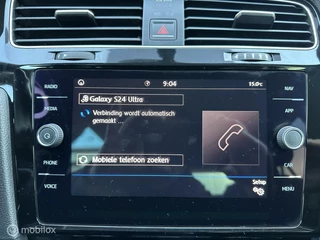 9:04
15.0°C
RADIO
MEDIA
PHONE
VOICE
Galaxy S24 Ultra
Verbinding wordt automatisch
gemaakt ...
Mobiele telefoon zoeken
Setup
NAV
APP
CAR
MENU
mobilox